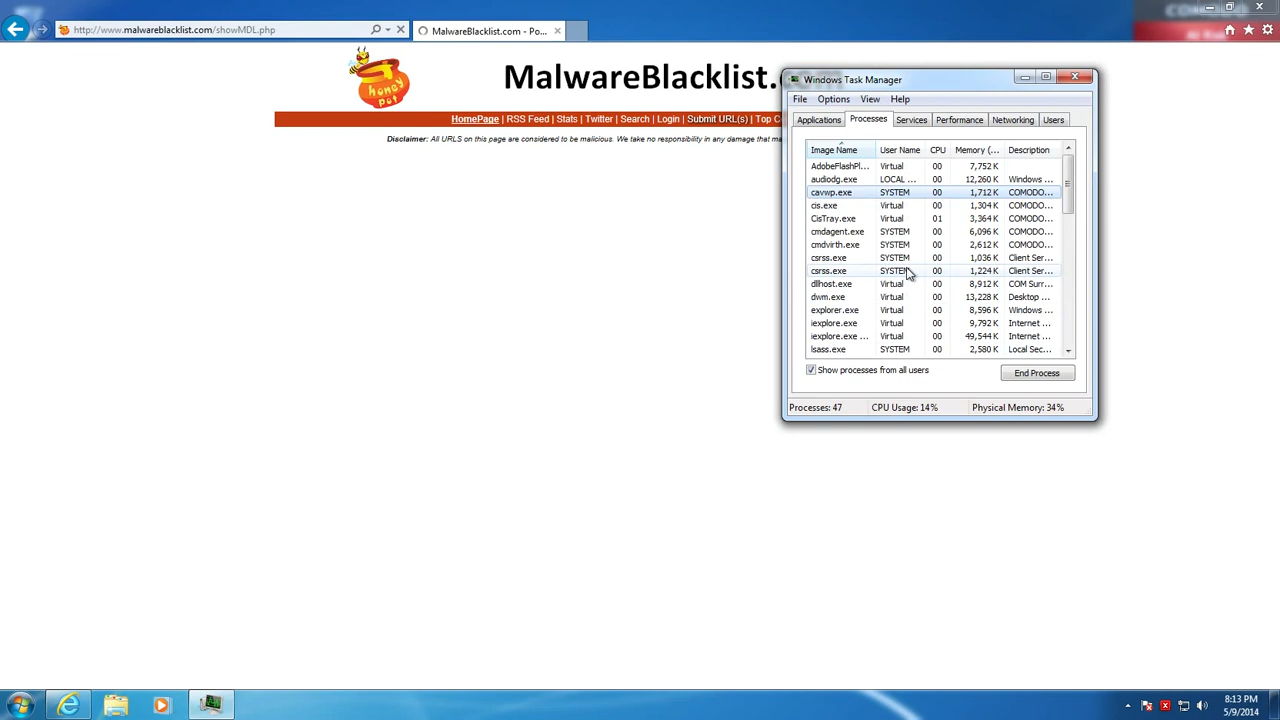 http://www.malwareblacklist.com/showMDL.php
MalwareBlacklist.com - Po...
honey
pot
MalwareBlacklist.
HomePage | RSS Feed | Stats | Twitter | Search | Login | Submit URL(s) | Top C
Disclaimer: All URLS on this page are considered to be malicious. We take no responsibility in any damage that ma
Windows Task Manager
File Options View Help
Applications Processes Services Performance Networking Users
Image Name User Name CPU Memory (... Description
AdobeFlashPl... Virtual 00 7,752 K
audiodg.exe LOCAL ... 00 12,260 K Windows ...
cavwp.exe SYSTEM 00 1,712 K COMODO...
cis.exe Virtual 00 1,304 K COMODO...
CisTray.exe Virtual 01 3,364 K COMODO...
cmdagent.exe SYSTEM 00 6,096 K COMODO...
cmdvirth.exe SYSTEM 00 2,612 K COMODO...
csrss.exe SYSTEM 00 1,036 K Client Ser...
csrss.exe SYSTEM 00 1,224 K Client Ser...
dllhost.exe Virtual 00 8,912 K COM Surr...
dwm.exe Virtual 00 13,228 K Desktop ...
explorer.exe Virtual 00 8,596 K Windows ...
iexplore.exe Virtual 00 9,792 K Internet ...
iexplore.exe ... Virtual 00 49,544 K Internet ...
lsass.exe SYSTEM 00 2,580 K Local Sec...
Show processes from all users
End Process
Processes: 47 CPU Usage: 14% Physical Memory: 34%
8:13 PM
5/9/2014